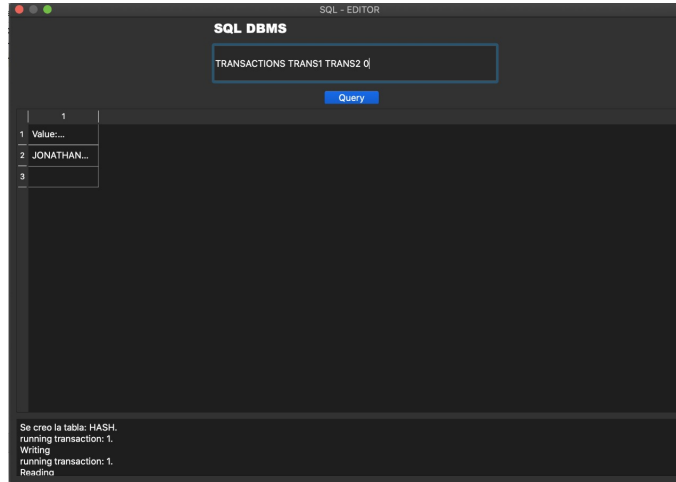 SQL - EDITOR
SQL DBMS
TRANSACTIONS TRANS1 TRANS2 0
Query
1
1 Value:...
2 JONATHAN...
3
Se creo la tabla: HASH.
running transaction: 1.
Writing
running transaction: 1.
Reading